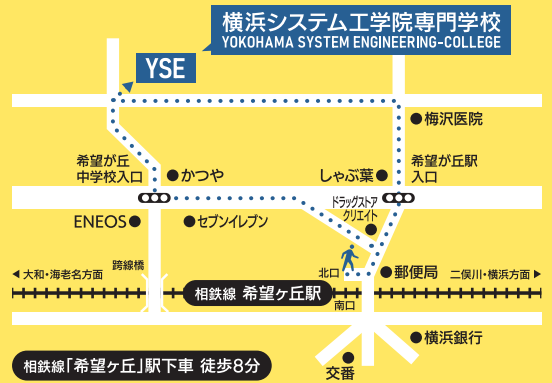 横浜システム工学院専門学校
YOKOHAMA SYSTEM ENGINEERING-COLLEGE
YSE
梅沢医院
希望が丘
中学校入口
かつや
しゃぶ葉
希望が丘駅
入口
ドラッグストア
クリエイト
ENEOS
セブンイレブン
跨線橋
北口
郵便局
大和・海老名方面
二俣川・横浜方面
相鉄線 希望ヶ丘駅
南口
横浜銀行
相鉄線「希望ヶ丘」駅下車 徒歩8分
交番